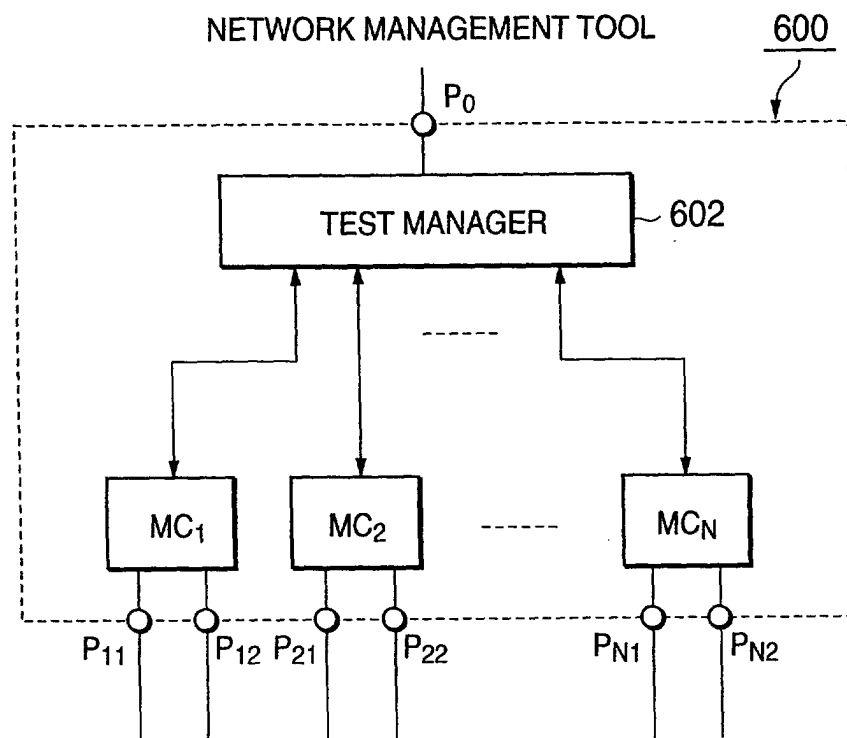 NETWORK MANAGEMENT TOOL 600
P0
TEST MANAGER 602
MC1 MC2 MCN
P11 P12 P21 P22 PN1 PN2